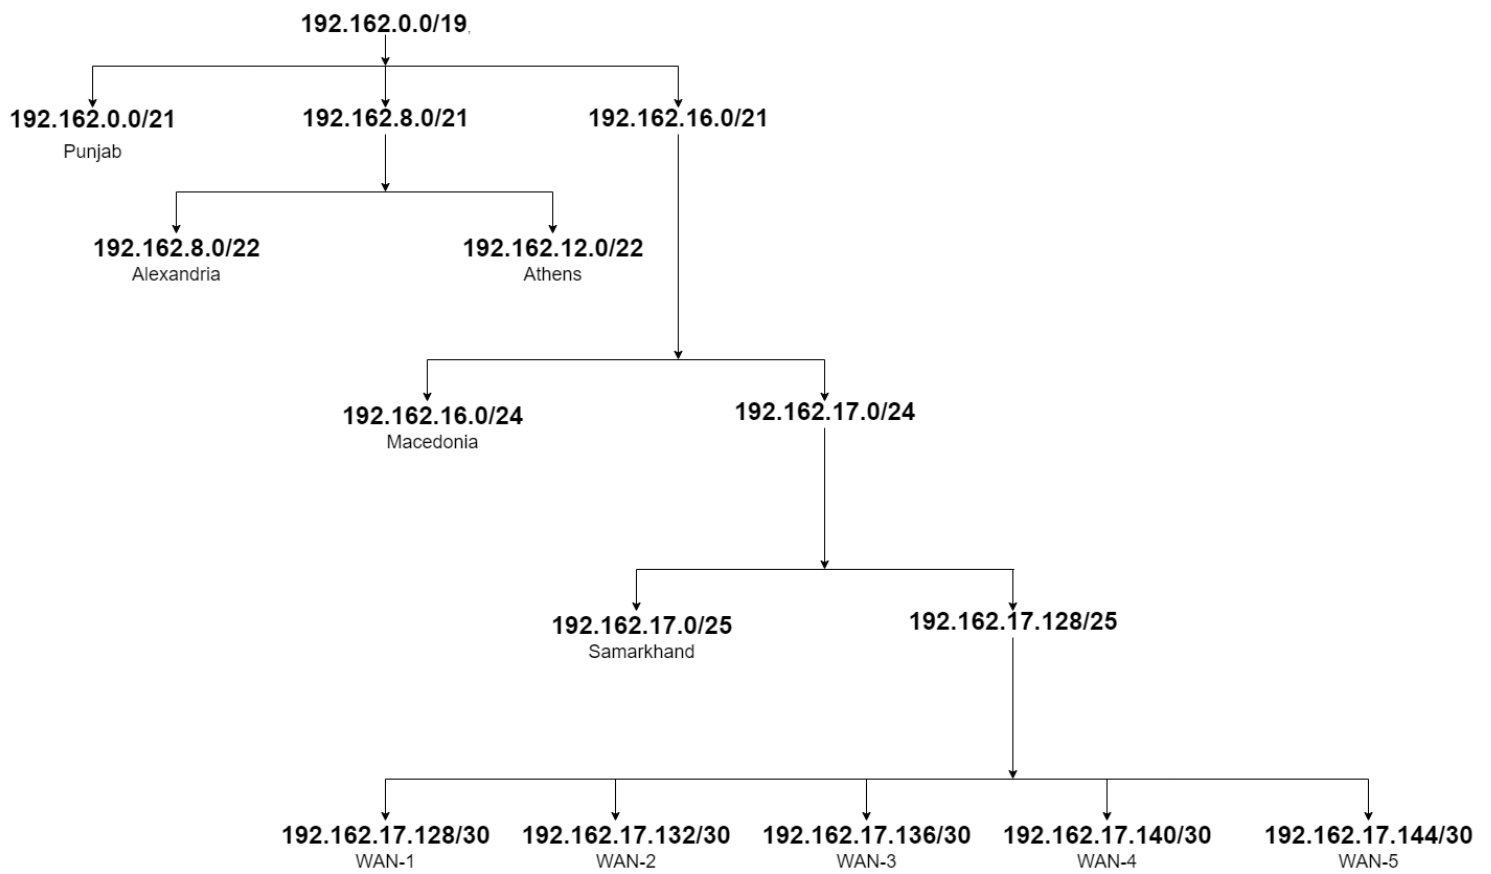 192.162.0.0/19,
192.162.0.0/21
192.162.8.0/21
192.162.16.0/21
Punjab
192.162.8.0/22
192.162.12.0/22
Alexandria
Athens
192.162.16.0/24
192.162.17.0/24
Macedonia
192.162.17.0/25
192.162.17.128/25
Samarkhand
192.162.17.128/30
192.162.17.132/30
192.162.17.136/30
192.162.17.140/30
192.162.17.144/30
WAN-1
WAN-2
WAN-3
WAN-4
WAN-5